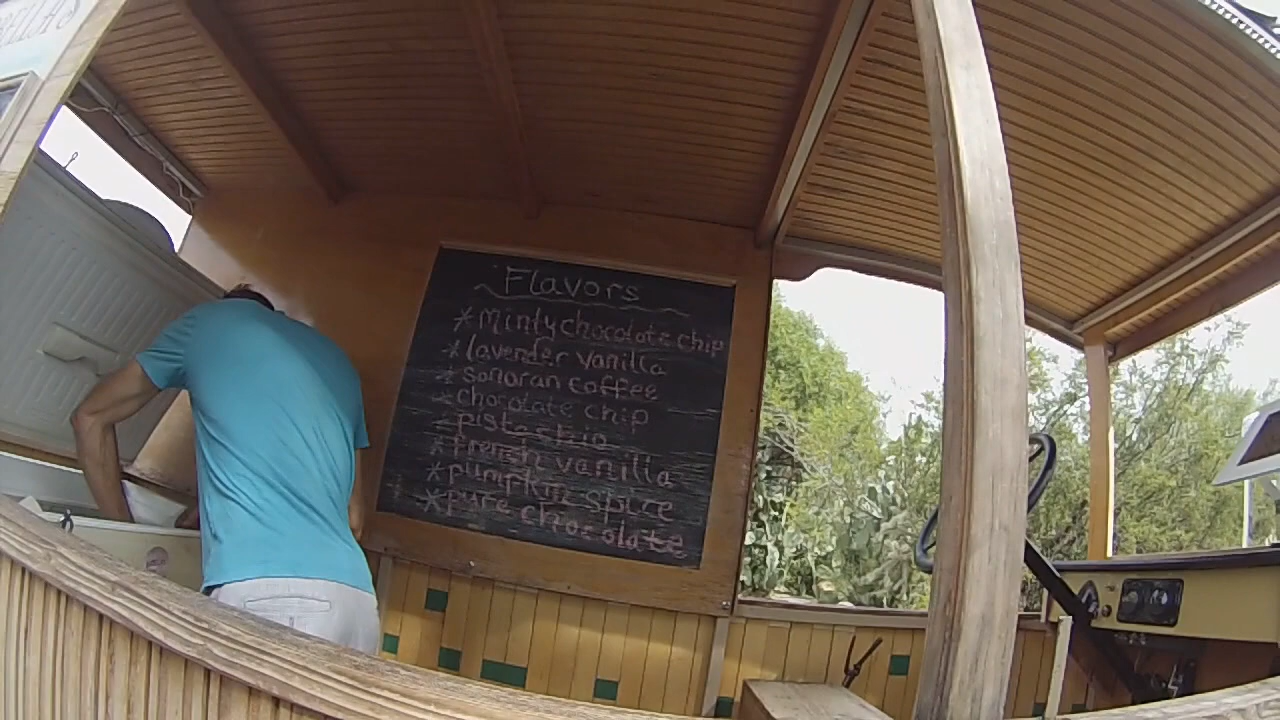 Flavors
* Minty chocolate chip
* lavender vanilla
* sonoran coffee
* chocolate chip
* pistachio
* french vanilla
* pumpkin spice
* pure chocolate